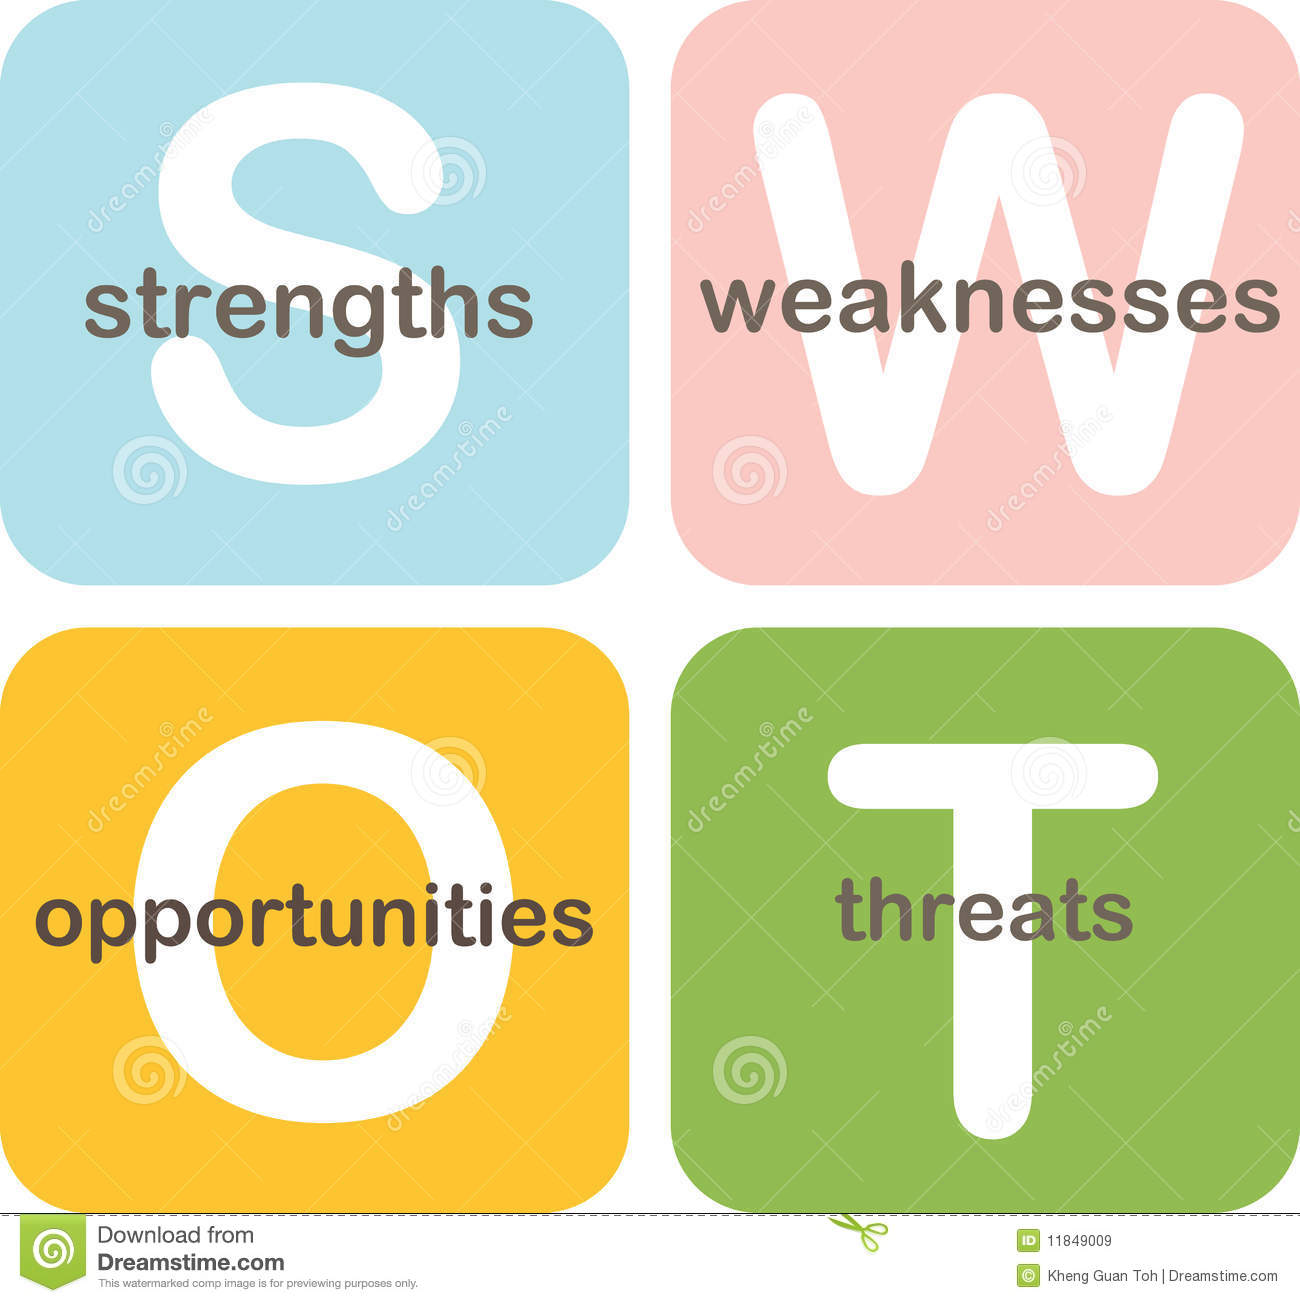 S
strengths
W
weaknesses
O
opportunities
T
threats
dreamstime
Download from
Dreamstime.com
This watermarked comp image is for previewing purposes only.
ID 11849009
© Kheng Guan Toh | Dreamstime.com